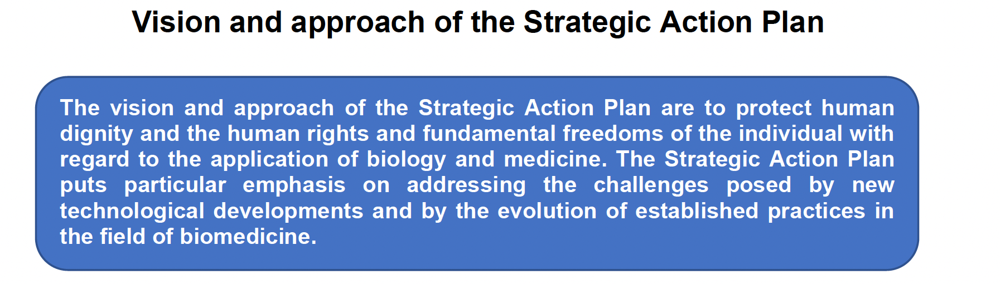 Vision and approach of the Strategic Action Plan
The vision and approach of the Strategic Action Plan are to protect human
dignity and the human rights and fundamental freedoms of the individual with
regard to the application of biology and medicine. The Strategic Action Plan
puts particular emphasis on addressing the challenges posed by new
technological developments and by the evolution of established practices in
the field of biomedicine.